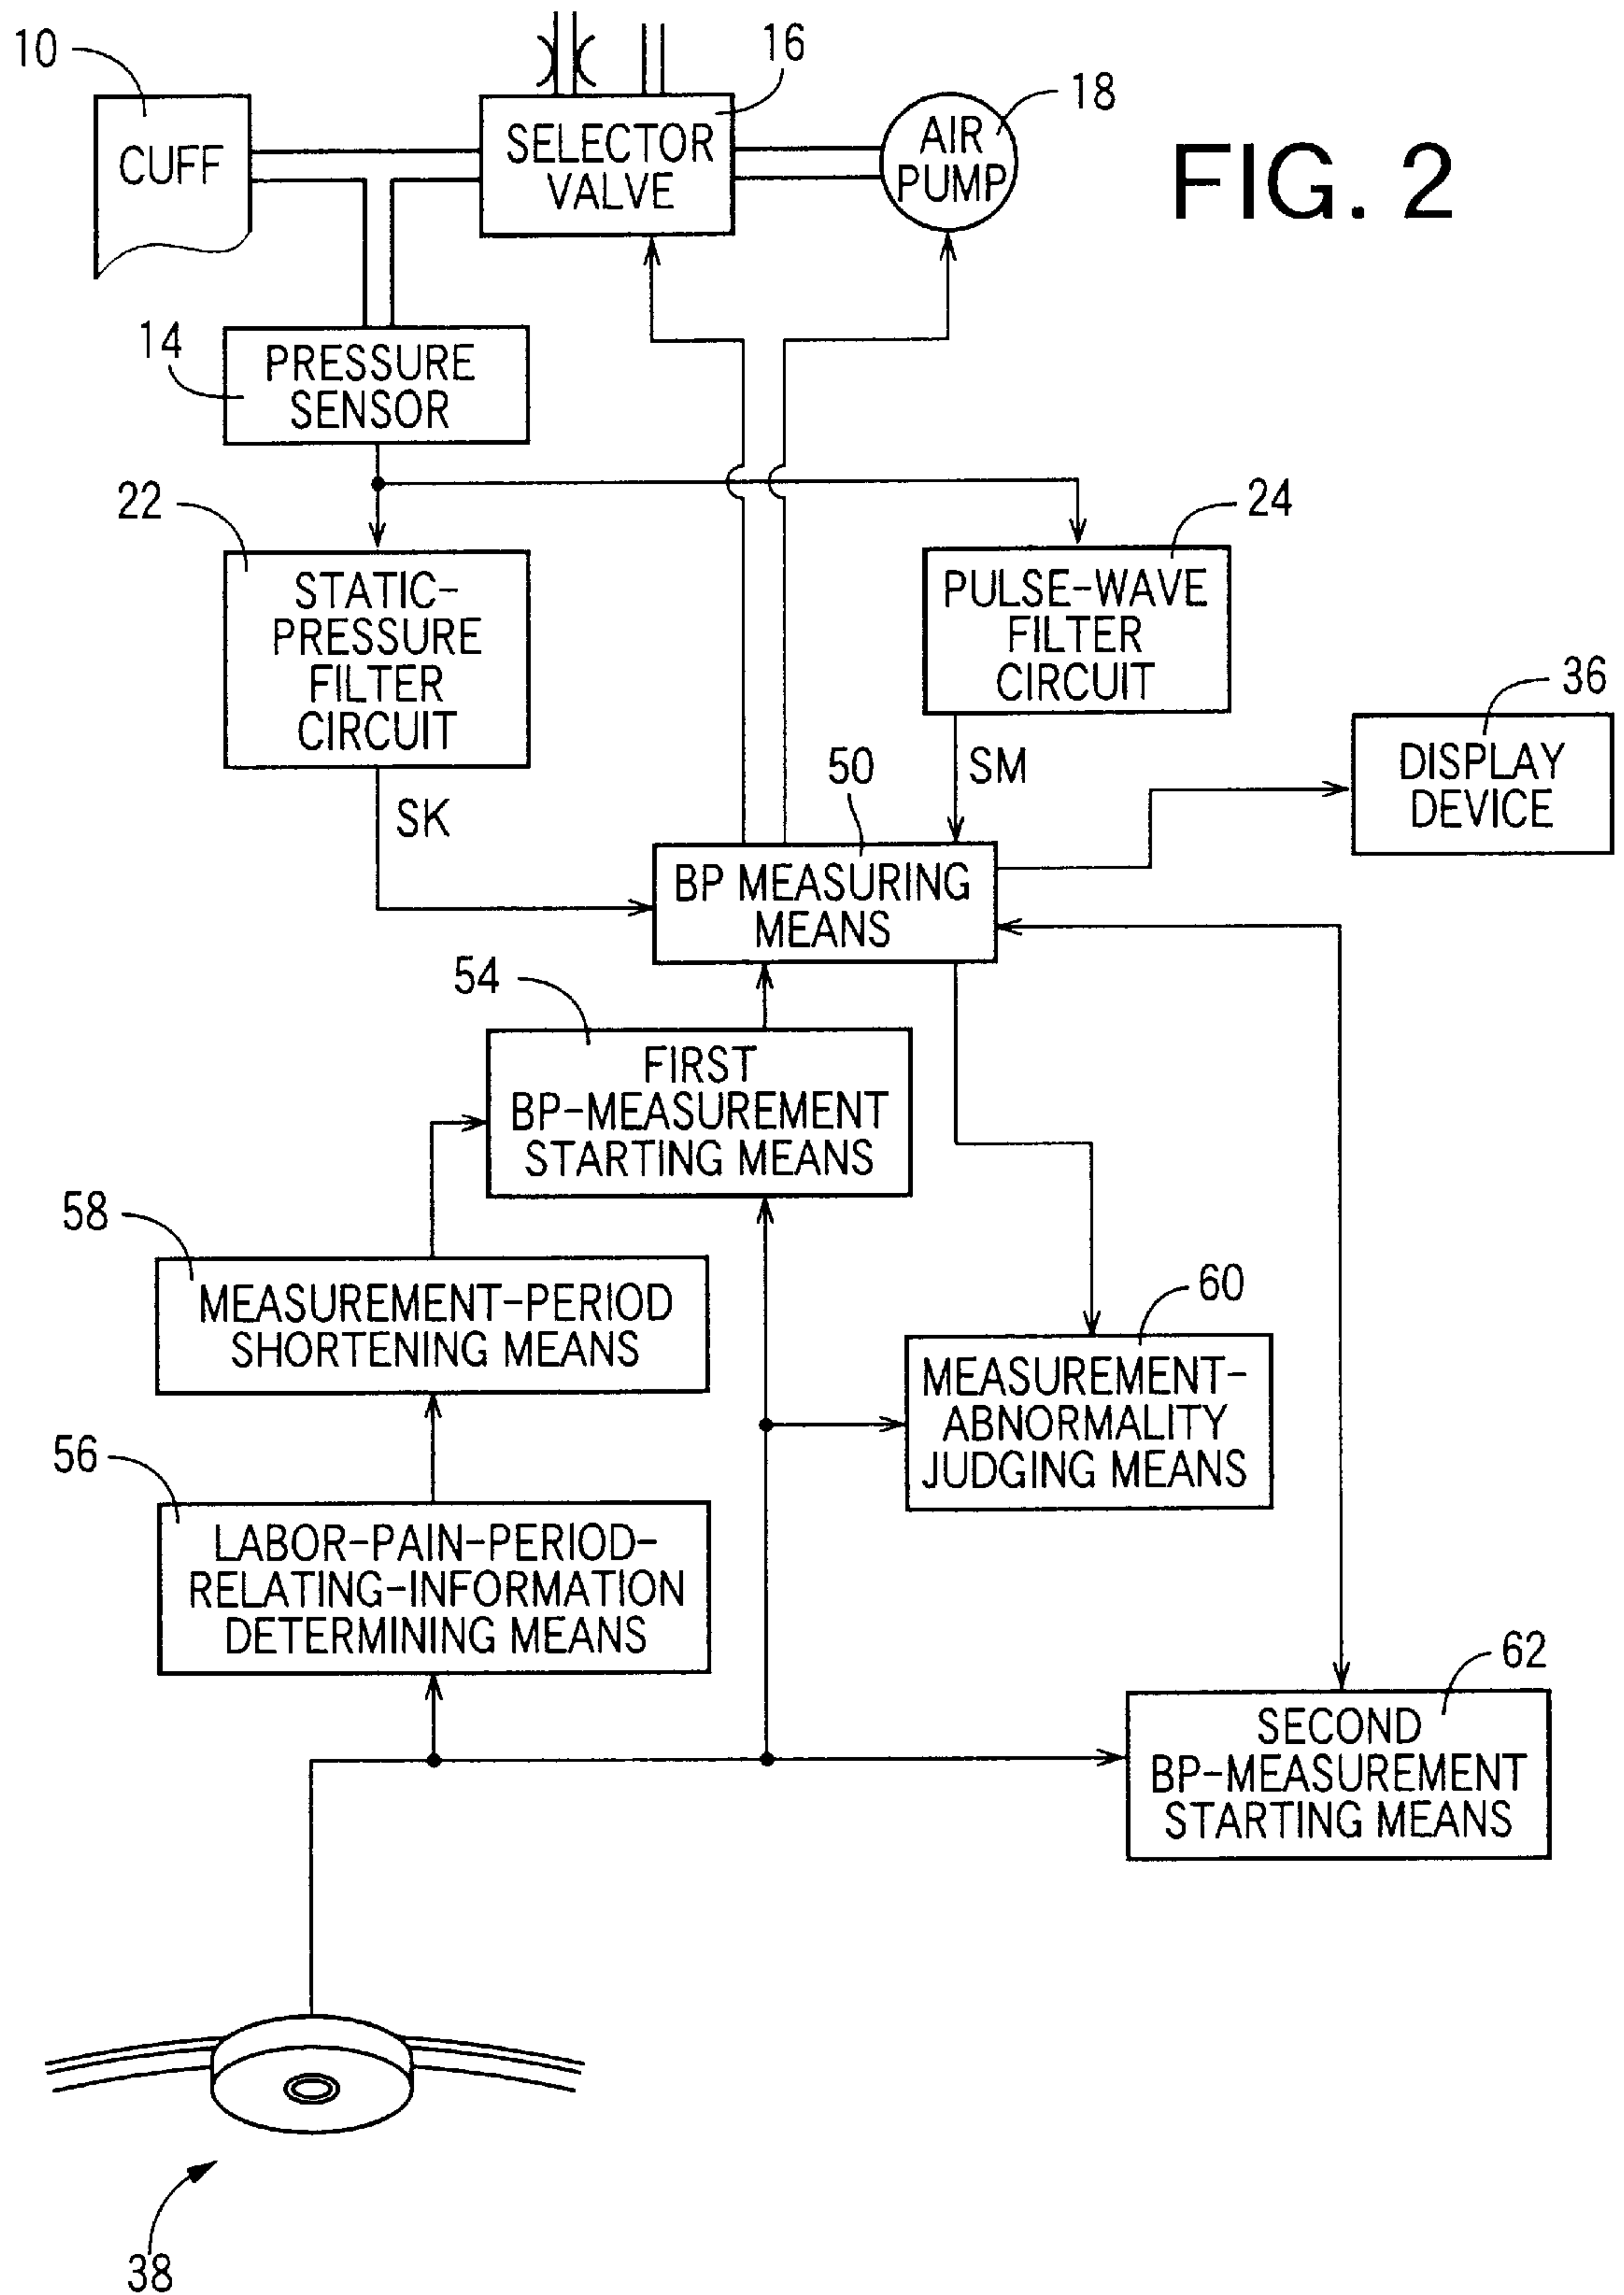 10
16
18
CUFF
SELECTOR
VALVE
AIR
PUMP
FIG. 2
14
PRESSURE
SENSOR
22
24
STATIC-
PRESSURE
FILTER
CIRCUIT
PULSE-WAVE
FILTER
CIRCUIT
36
DISPLAY
DEVICE
SK
50
SM
BP MEASURING
MEANS
54
FIRST
BP-MEASUREMENT
STARTING MEANS
58
MEASUREMENT-PERIOD
SHORTENING MEANS
60
MEASUREMENT-
ABNORMALITY
JUDGING MEANS
56
LABOR-PAIN-PERIOD-
RELATING-INFORMATION
DETERMINING MEANS
62
SECOND
BP-MEASUREMENT
STARTING MEANS
38